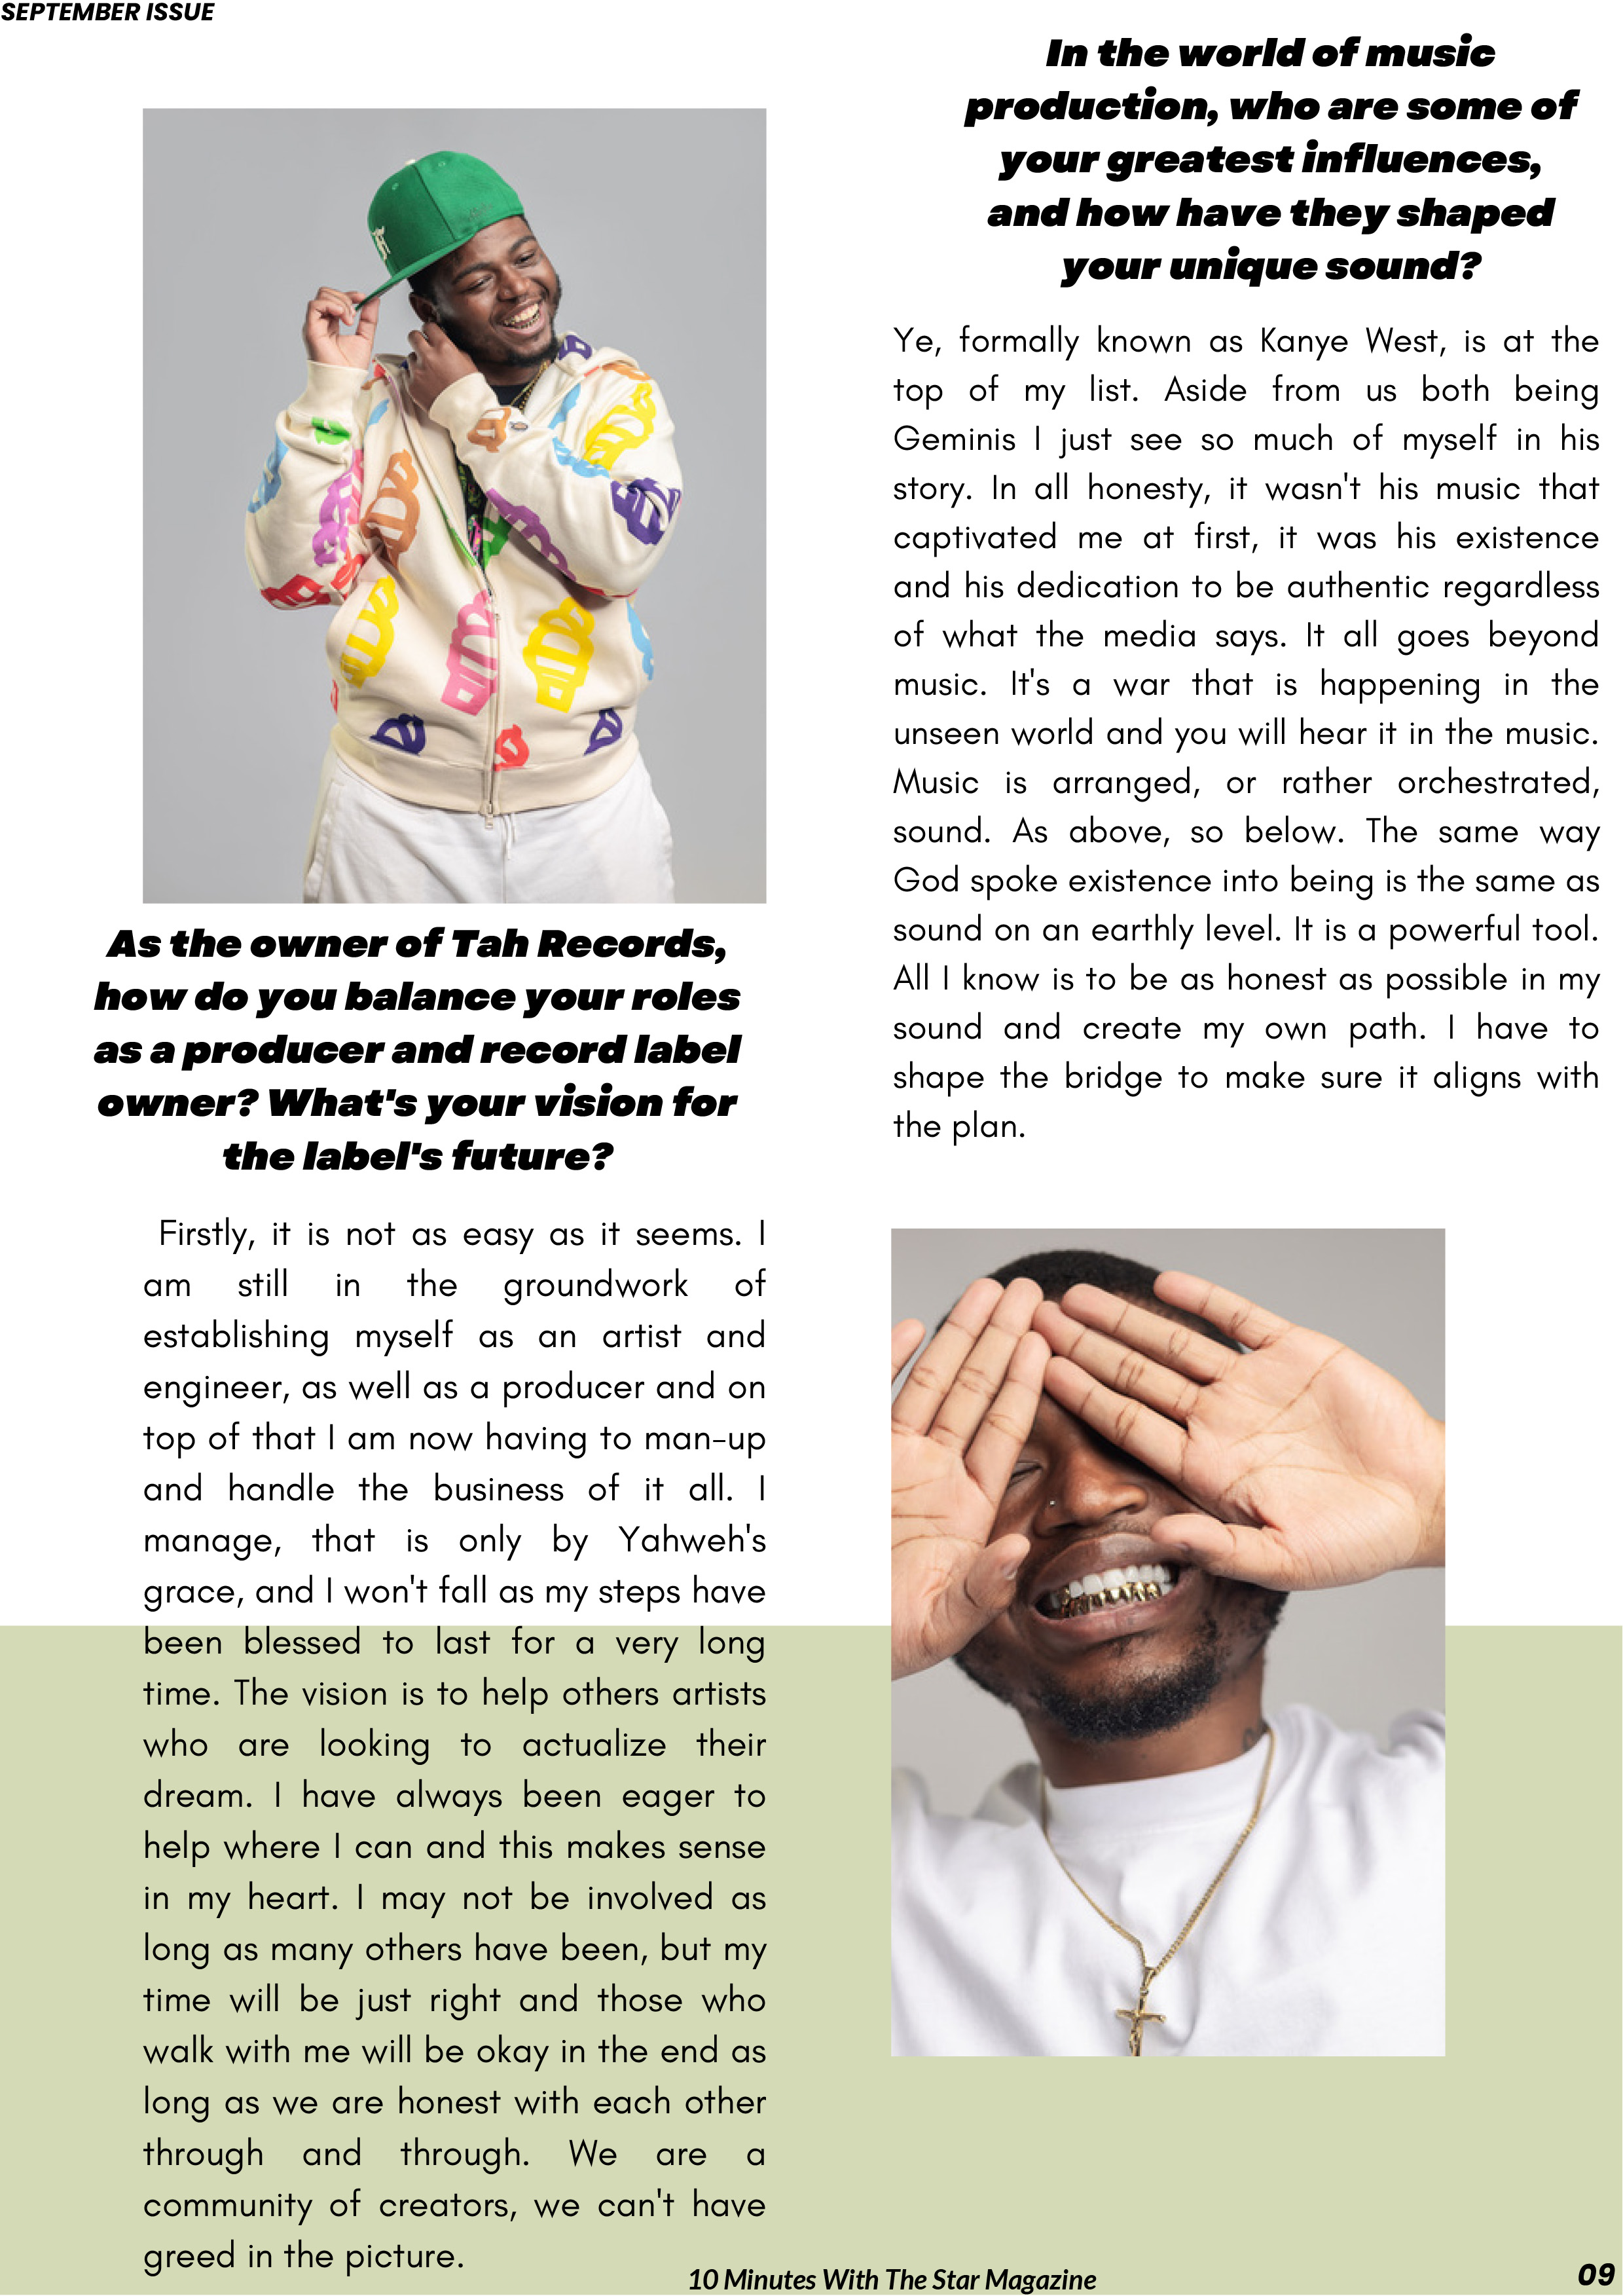 SEPTEMBER ISSUE
As the owner of Tah Records,
how do you balance your roles
as a producer and record label
owner? What's your vision for
the label's future?
Firstly, it is not as easy as it seems. I
am still in the groundwork of
establishing myself as an artist and
engineer, as well as a producer and on
top of that I am now having to man-up
and handle the business of it all. I
manage, that is only by Yahweh's
grace, and I won't fall as my steps have
been blessed to last for a very long
time. The vision is to help others artists
who are looking to actualize their
dream. I have always been eager to
help where I can and this makes sense
in my heart. I may not be involved as
long as many others have been, but my
time will be just right and those who
walk with me will be okay in the end as
long as we are honest with each other
through and through. We are a
community of creators, we can't have
greed in the picture.
In the world of music
production, who are some of
your greatest influences,
and how have they shaped
your unique sound?
Ye, formally known as Kanye West, is at the
top of my list. Aside from us both being
Geminis I just see so much of myself in his
story. In all honesty, it wasn't his music that
captivated me at first, it was his existence
and his dedication to be authentic regardless
of what the media says. It all goes beyond
music. It's a war that is happening in the
unseen world and you will hear it in the music.
Music is arranged, or rather orchestrated,
sound. As above, so below. The same way
God spoke existence into being is the same as
sound on an earthly level. It is a powerful tool.
All I know is to be as honest as possible in my
sound and create my own path. I have to
shape the bridge to make sure it aligns with
the plan.
10 Minutes With The Star Magazine
09